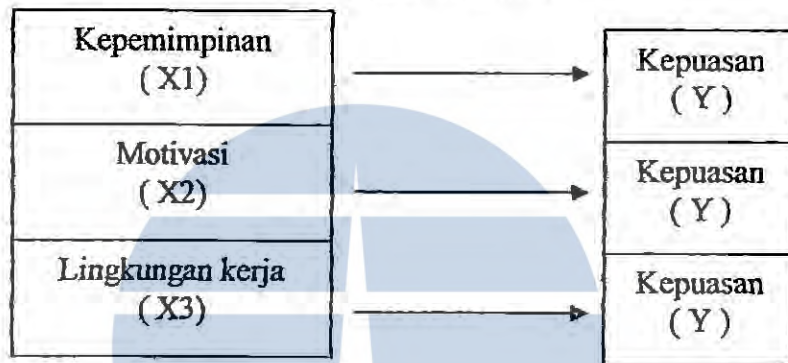 Kepemimpinan
( X1)
Motivasi
( X2)
Lingkungan kerja
( X3)
Kepuasan
( Y )
Kepuasan
( Y )
Kepuasan
( Y )